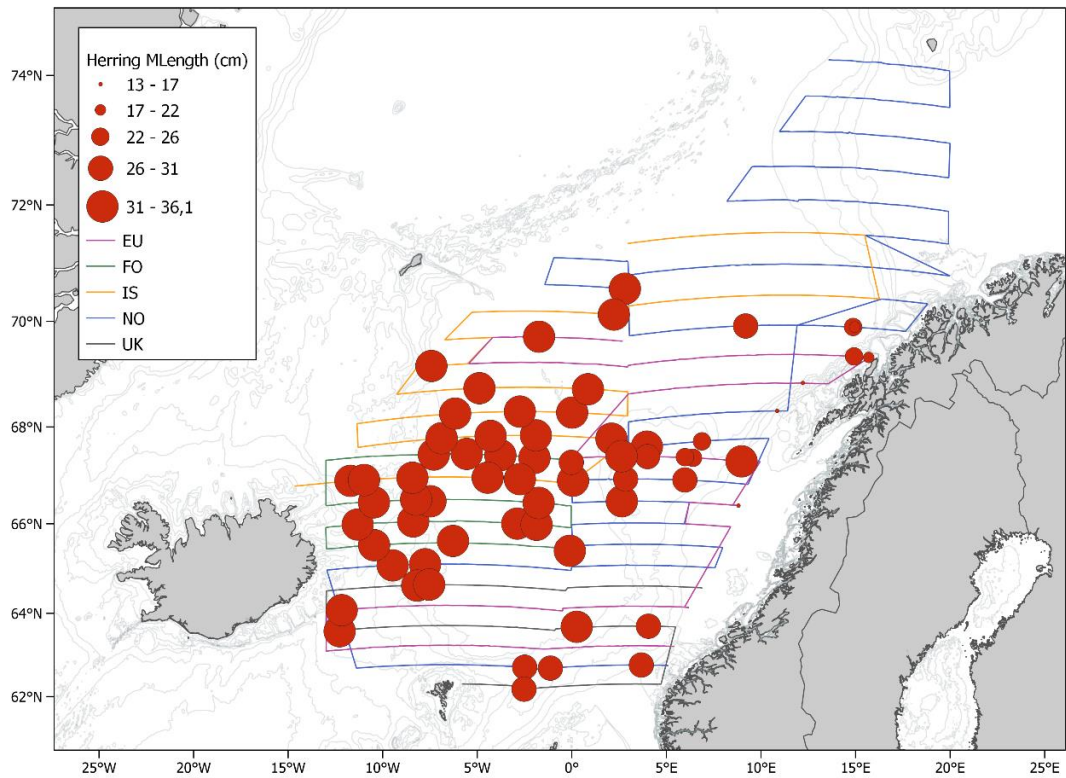 Herring MLength (cm)
13 - 17
17 - 22
22 - 26
26 - 31
31 - 36,1
EU
FO
IS
NO
UK
74°N
72°N
70°N
68°N
66°N
64°N
62°N
25°W
20°W
15°W
10°W
5°W
0°
5°E
10°E
15°E
20°E
25°E